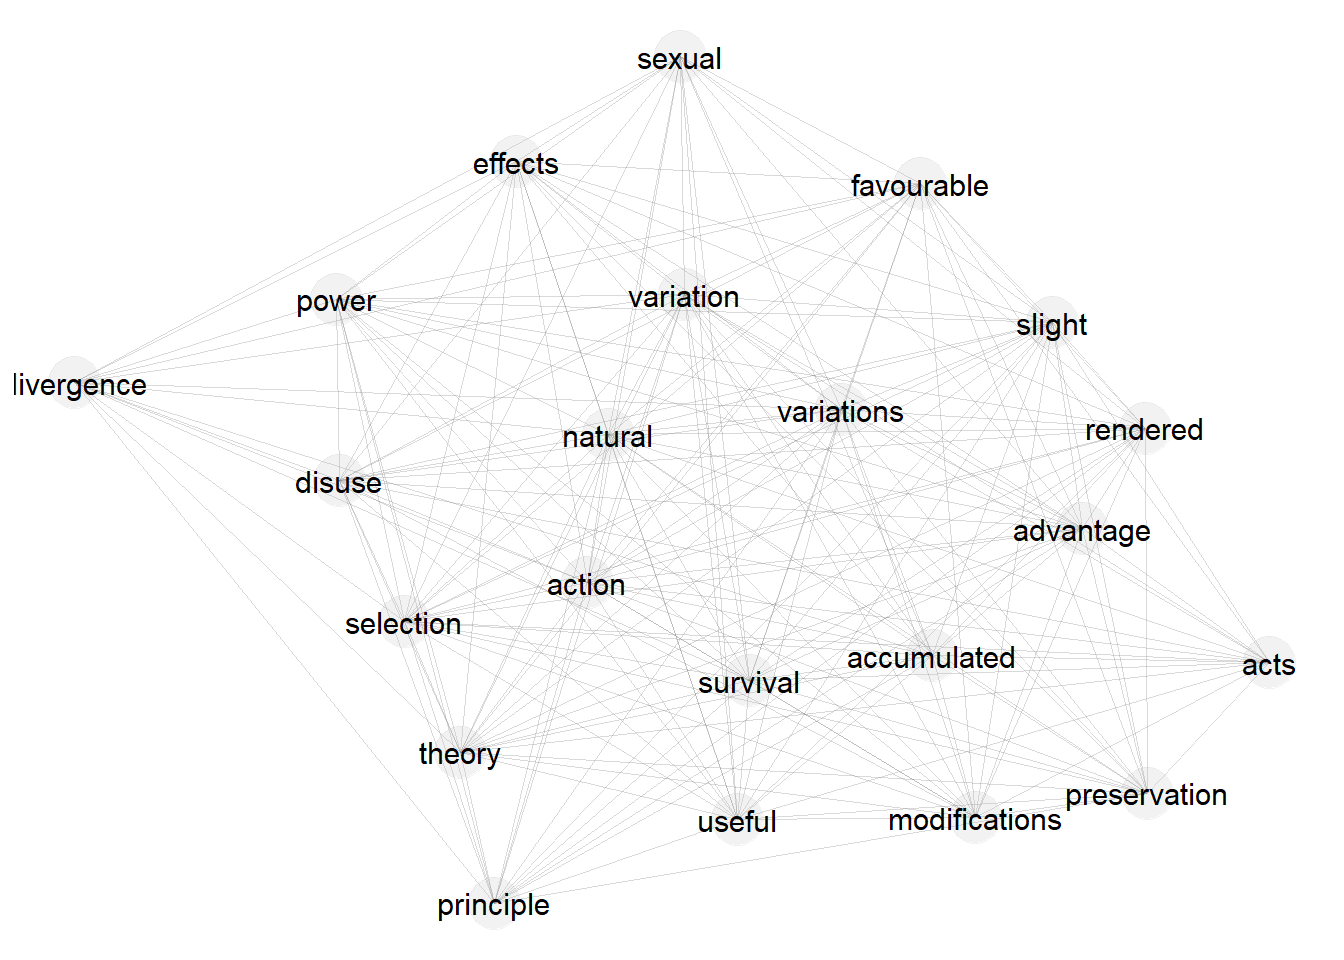 sexual
effects
favourable
power
variation
slight
livergence
variations
rendered
natural
disuse
advantage
action
selection
accumulated
acts
survival
theory
preservation
useful
modifications
principle